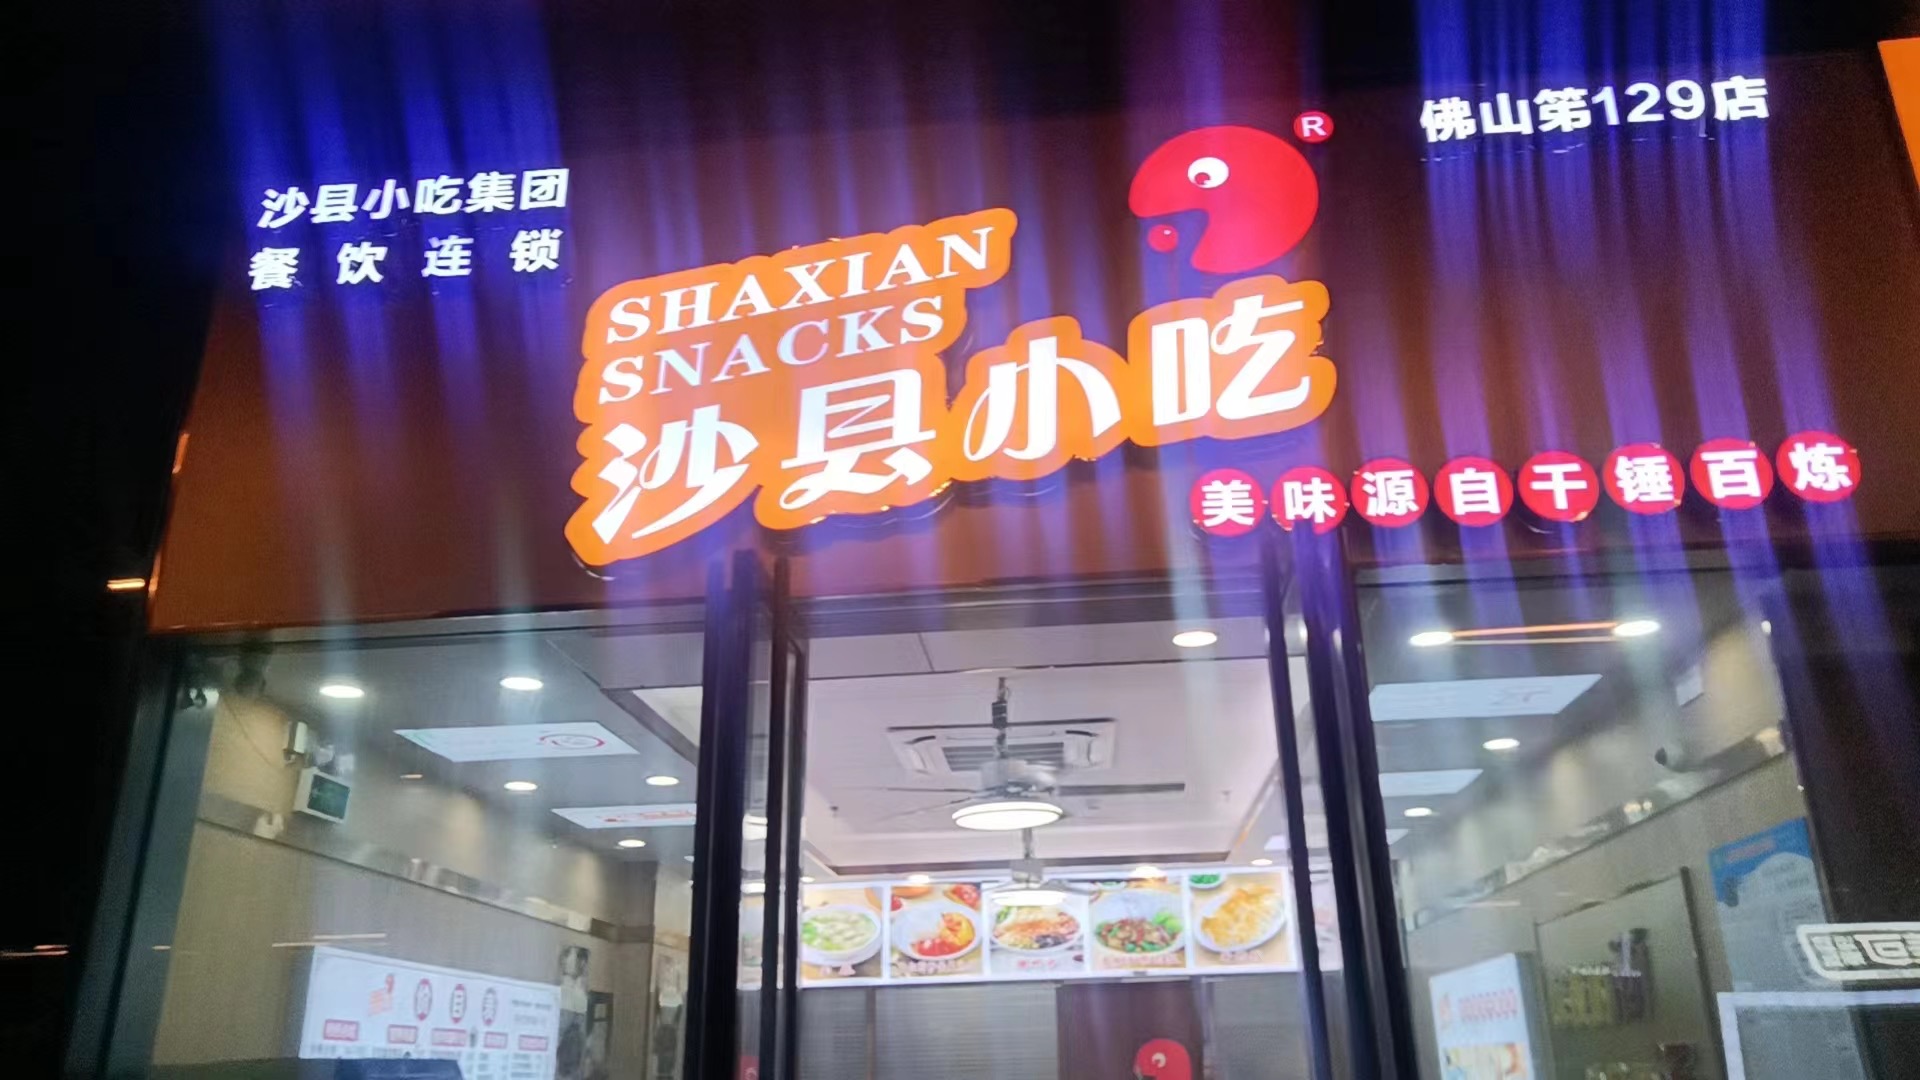 沙县小吃集团
餐饮连锁
SHAXIAN
SNACKS
沙县小吃
®
佛山第129店
美味源自千锤百炼